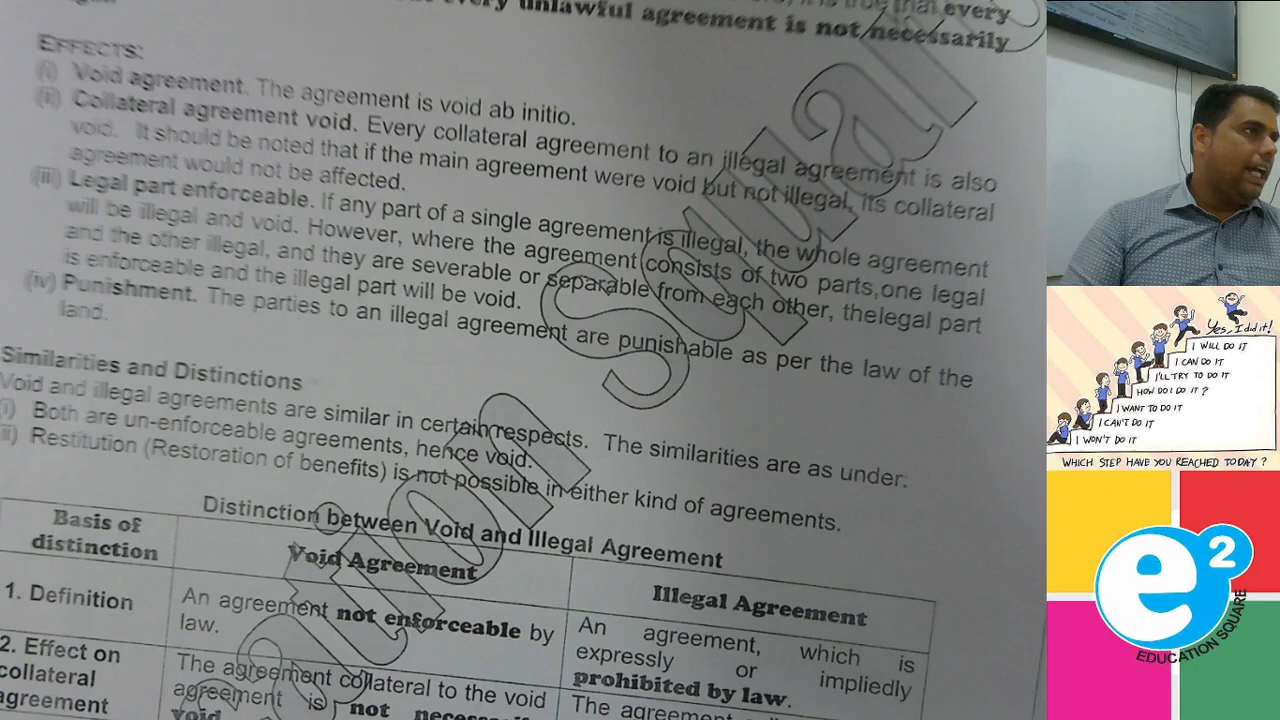 is true that every
every unlawful agreement is not necessarily
EFFECTS:
(i) Void agreement. The agreement is void ab initio.
(ii) Collateral agreement void. Every collateral agreement to an illegal agreement is also
void. It should be noted that if the main agreement were void but not illegal, its collateral
agreement would not be affected.
(iii) Legal part enforceable. If any part of a single agreement is illegal, the whole agreement
will be illegal and void. However, where the agreement consists of two parts,one legal
and the other illegal, and they are severable or separable from each other, thelegal part
is enforceable and the illegal part will be void.
(iv) Punishment. The parties to an illegal agreement are punishable as per the law of the
land.
Similarities and Distinctions
Void and illegal agreements are similar in certain respects. The similarities are as under:
(i) Both are un-enforceable agreements, hence void.
(ii) Restitution (Restoration of benefits) is not possible in either kind of agreements.
Distinction between Void and Illegal Agreement
Basis of
distinction
Void Agreement
Illegal Agreement
1. Definition
An agreement not enforceable by
law.
An agreement, which is
expressly or impliedly
prohibited by law.
2. Effect on
collateral
agreement
The agreement collateral to the void
agreement is not
void
The agreement
Yes, I did it!
I WILL DO IT
I CAN DO IT
I'LL TRY TO DO IT
HOW DO I DO IT ?
I WANT TO DO IT
I CAN'T DO IT
I WON'T DO IT
WHICH STEP HAVE YOU REACHED TODAY ?
e2
EDUCATION SQUARE